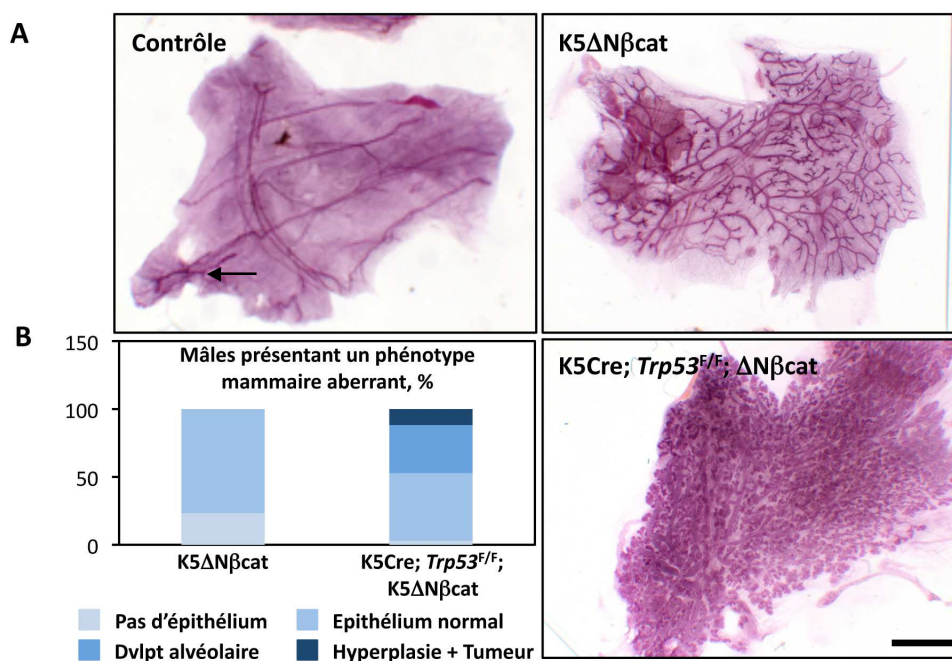 A
Contrôle
K5ΔNβcat
B
Mâles présentant un phénotype
mammaire aberrant, %
150
100
50
0
K5ΔNβcat
K5Cre; Trp53F/F;
K5ΔNβcat
Pas d'épithélium
Epithélium normal
Dvlpt alvéolaire
Hyperplasie + Tumeur
K5Cre; Trp53F/F; ΔNβcat